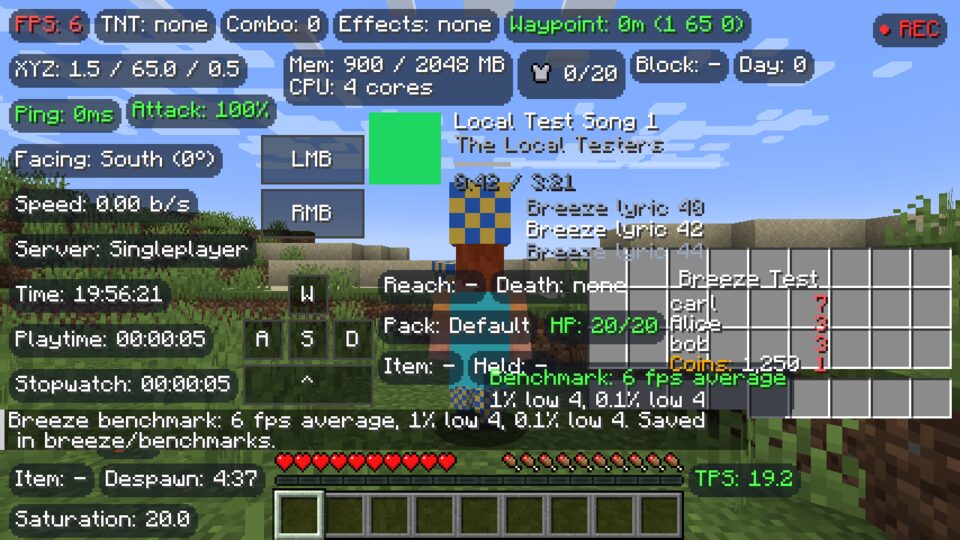 FPS: 6
TNT: none
Combo: 0
Effects: none
Waypoint: 0m (1 65 0)
REC
XYZ: 1.5 / 65.0 / 0.5
Mem: 900 / 2048 MB
CPU: 4 cores
0/20
Block: -
Day: 0
Ping: 0ms
Attack: 100%
Local Test Song 1
The Local Testers
0:42 / 3:21
Facing: South (0°)
LMB
RMB
Speed: 0.00 b/s
Breeze lyric 40
Breeze lyric 42
Breeze lyric 44
Server: Singleplayer
Time: 19:56:21
W
Reach: -
Death: none
Breeze Test
carl 7
Alice 3
bob 3
Coins: 1,250 1
Playtime: 00:00:05
A
S
D
Pack: Default
HP: 20/20
Item: -
Held: -
Stopwatch: 00:00:05
^
Benchmark: 6 fps average
1% low 4, 0.1% low 4
Breeze benchmark: 6 fps average, 1% low 4, 0.1% low 4. Saved
in breeze/benchmarks.
Item: -
Despawn: 4:37
TPS: 19.2
Saturation: 20.0